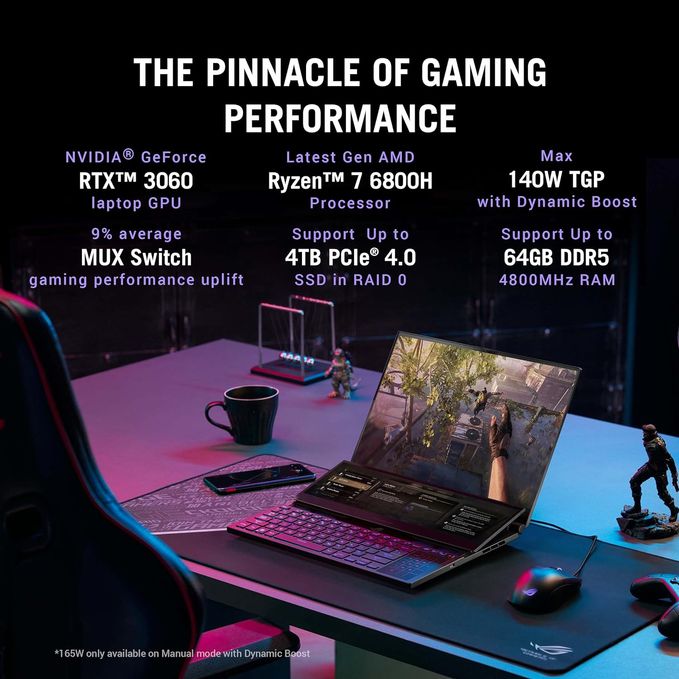 THE PINNACLE OF GAMING
PERFORMANCE
NVIDIA® GeForce
RTX™ 3060
laptop GPU
Latest Gen AMD
Ryzen™ 7 6800H
Processor
Max
140W TGP
with Dynamic Boost
9% average
MUX Switch
gaming performance uplift
Support Up to
4TB PCIe® 4.0
SSD in RAID 0
Support Up to
64GB DDR5
4800MHz RAM
*165W only available on Manual mode with Dynamic Boost